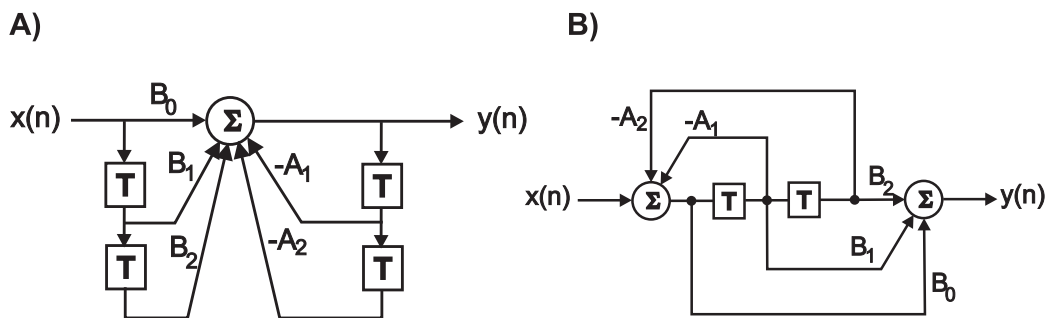 A)
B)
x(n)
B0
Σ
y(n)
T
B1
-A1
T
T
B2
-A2
T
-A2
-A1
x(n)
Σ
T
T
B2
Σ
y(n)
B1
B0